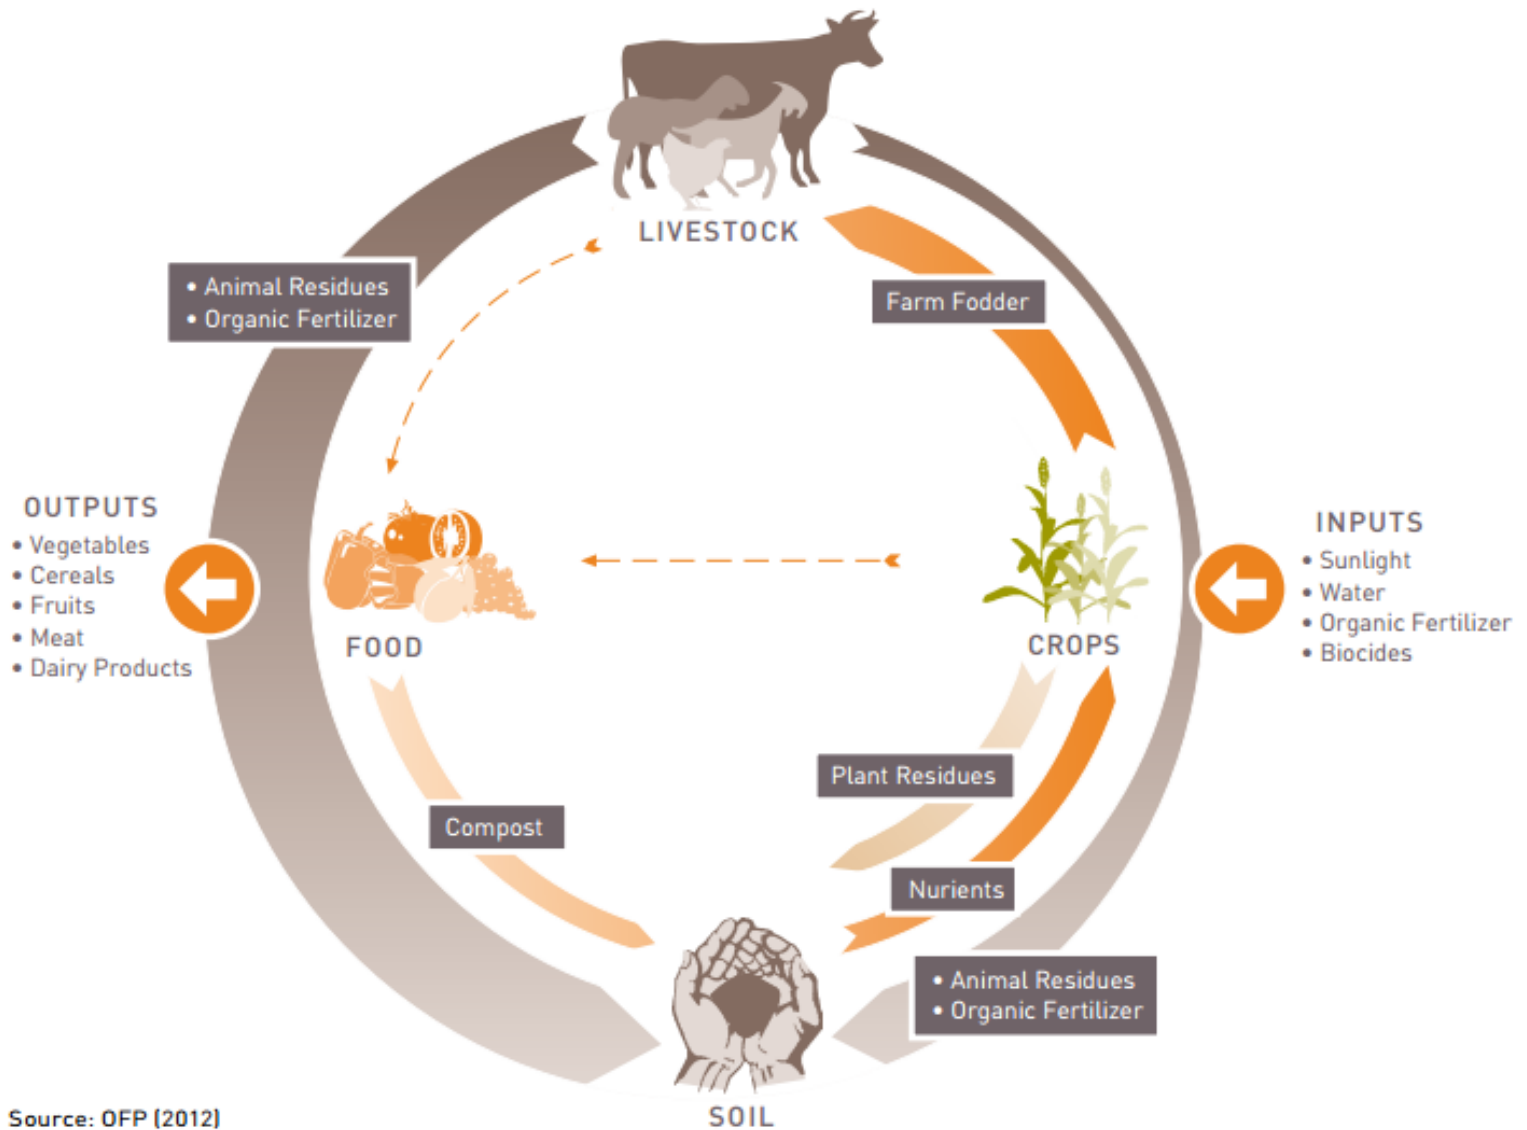 LIVESTOCK
• Animal Residues
• Organic Fertilizer
Farm Fodder
OUTPUTS
• Vegetables
• Cereals
• Fruits
• Meat
• Dairy Products
INPUTS
• Sunlight
• Water
• Organic Fertilizer
• Biocides
FOOD
CROPS
Plant Residues
Compost
Nurients
• Animal Residues
• Organic Fertilizer
SOIL
Source: OFP (2012)